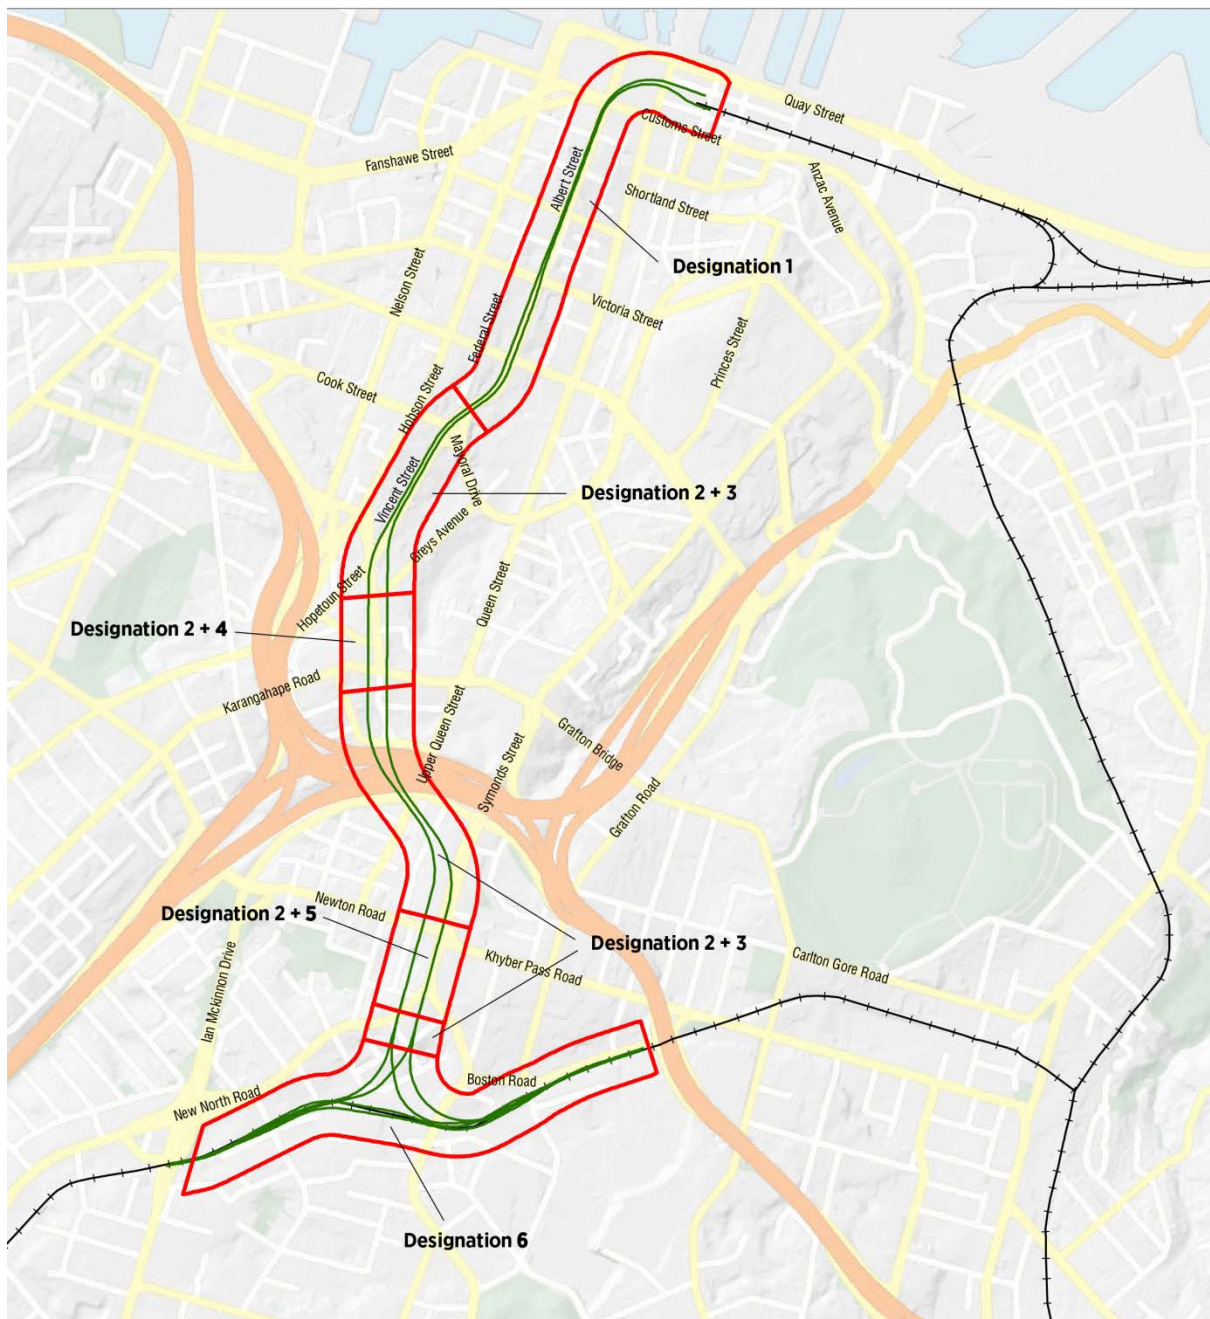 Quay Street
Customs Street
Fanshawe Street
Albert Street
Anzac Avenue
Shortland Street
Designation 1
Nelson Street
Victoria Street
Federal Street
Princes Street
Cook Street
Hobson Street
Mayoral Drive
Vincent Street
Designation 2 + 3
Greys Avenue
Queen Street
Hopetoun Street
Designation 2 + 4
Karangahape Road
Upper Queen Street
Grafton Bridge
Symonds Street
Grafton Road
Newton Road
Designation 2 + 5
Designation 2 + 3
Khyber Pass Road
Carlton Gore Road
Ian Mckinnon Drive
Boston Road
New North Road
Designation 6